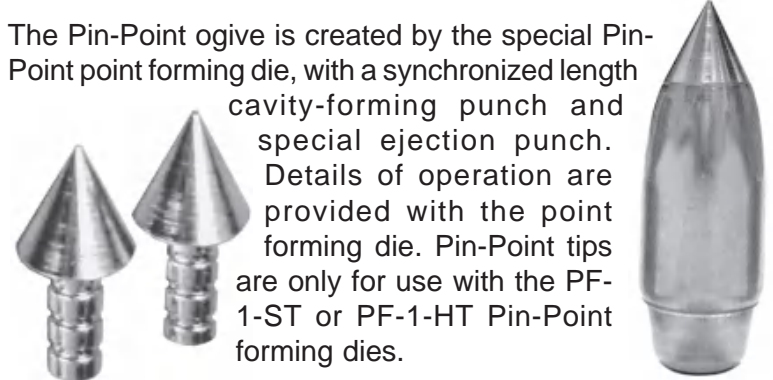 The Pin-Point ogive is created by the special Pin-
Point point forming die, with a synchronized length
cavity-forming punch and
special ejection punch.
Details of operation are
provided with the point
forming die. Pin-Point tips
are only for use with the PF-
1-ST or PF-1-HT Pin-Point
forming dies.